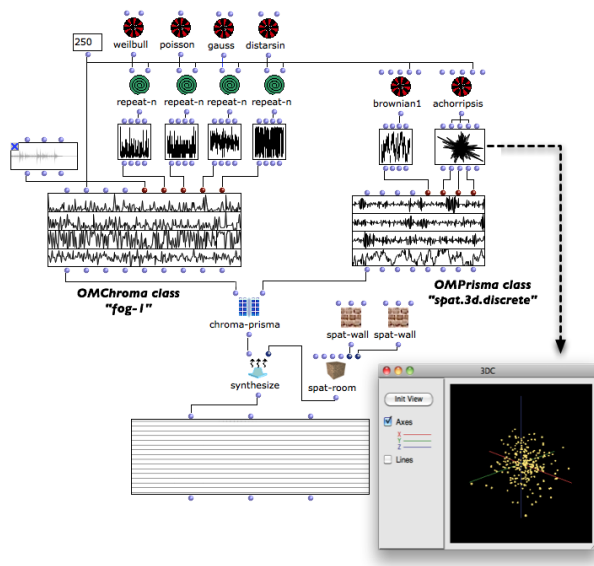 250
weilbull
poisson
gauss
distarsin
repeat-n
repeat-n
repeat-n
repeat-n
brownian1
achorripsis
OMChroma class
"fog-1"
OMPrisma class
"spat.3d.discrete"
chroma-prisma
spat-wall
spat-wall
synthesize
spat-room
3DC
Init View
Axes
X
Y
Z
Lines